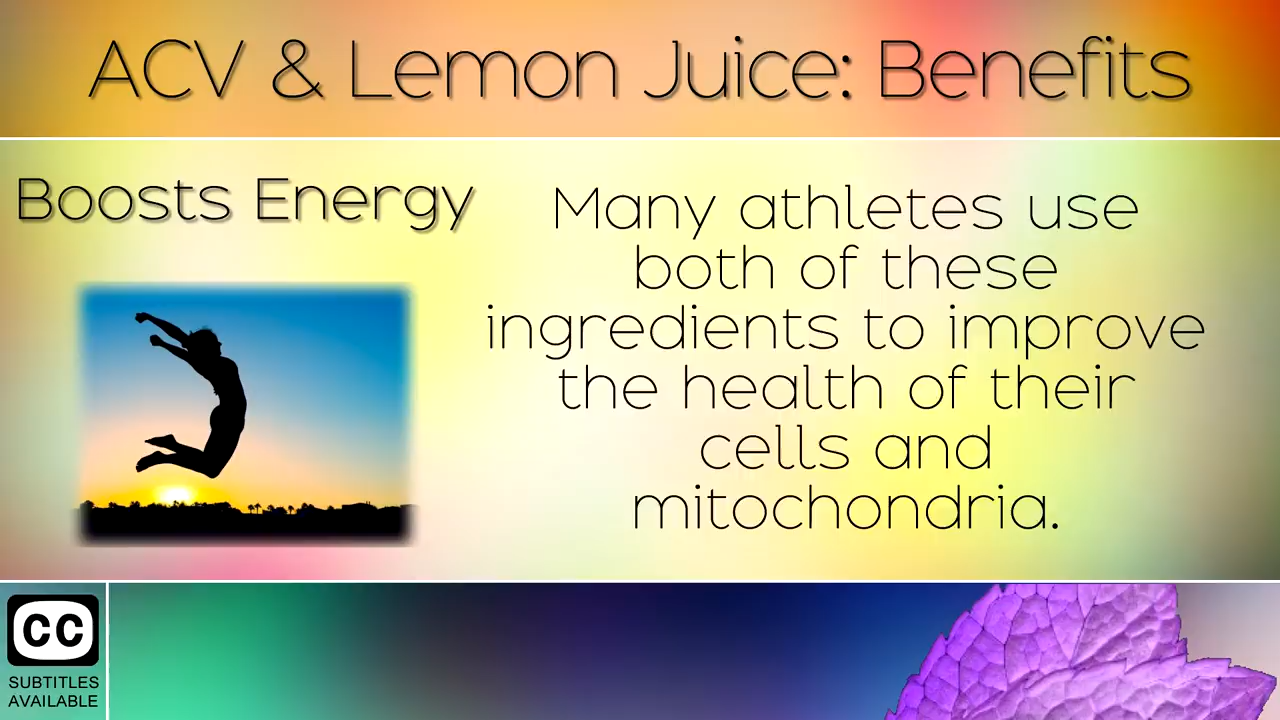 ACV & Lemon Juice: Benefits
Boosts Energy
Many athletes use
both of these
ingredients to improve
the health of their
cells and
mitochondria.
CC
SUBTITLES
AVAILABLE